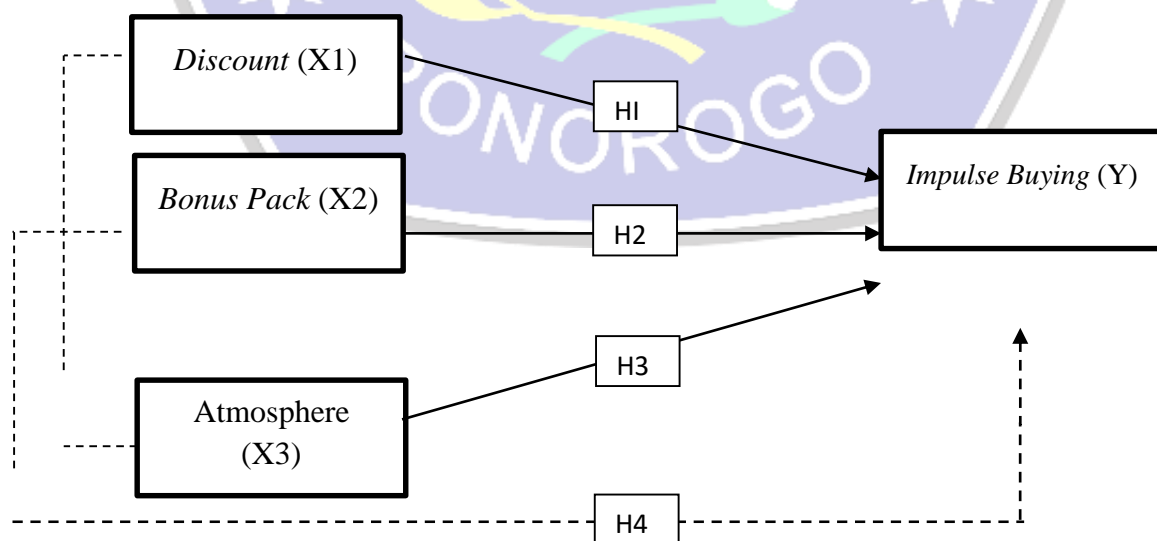 Discount (X1)
HI
Bonus Pack (X2)
Impulse Buying (Y)
H2
H3
Atmosphere
(X3)
H4
PONOROGO